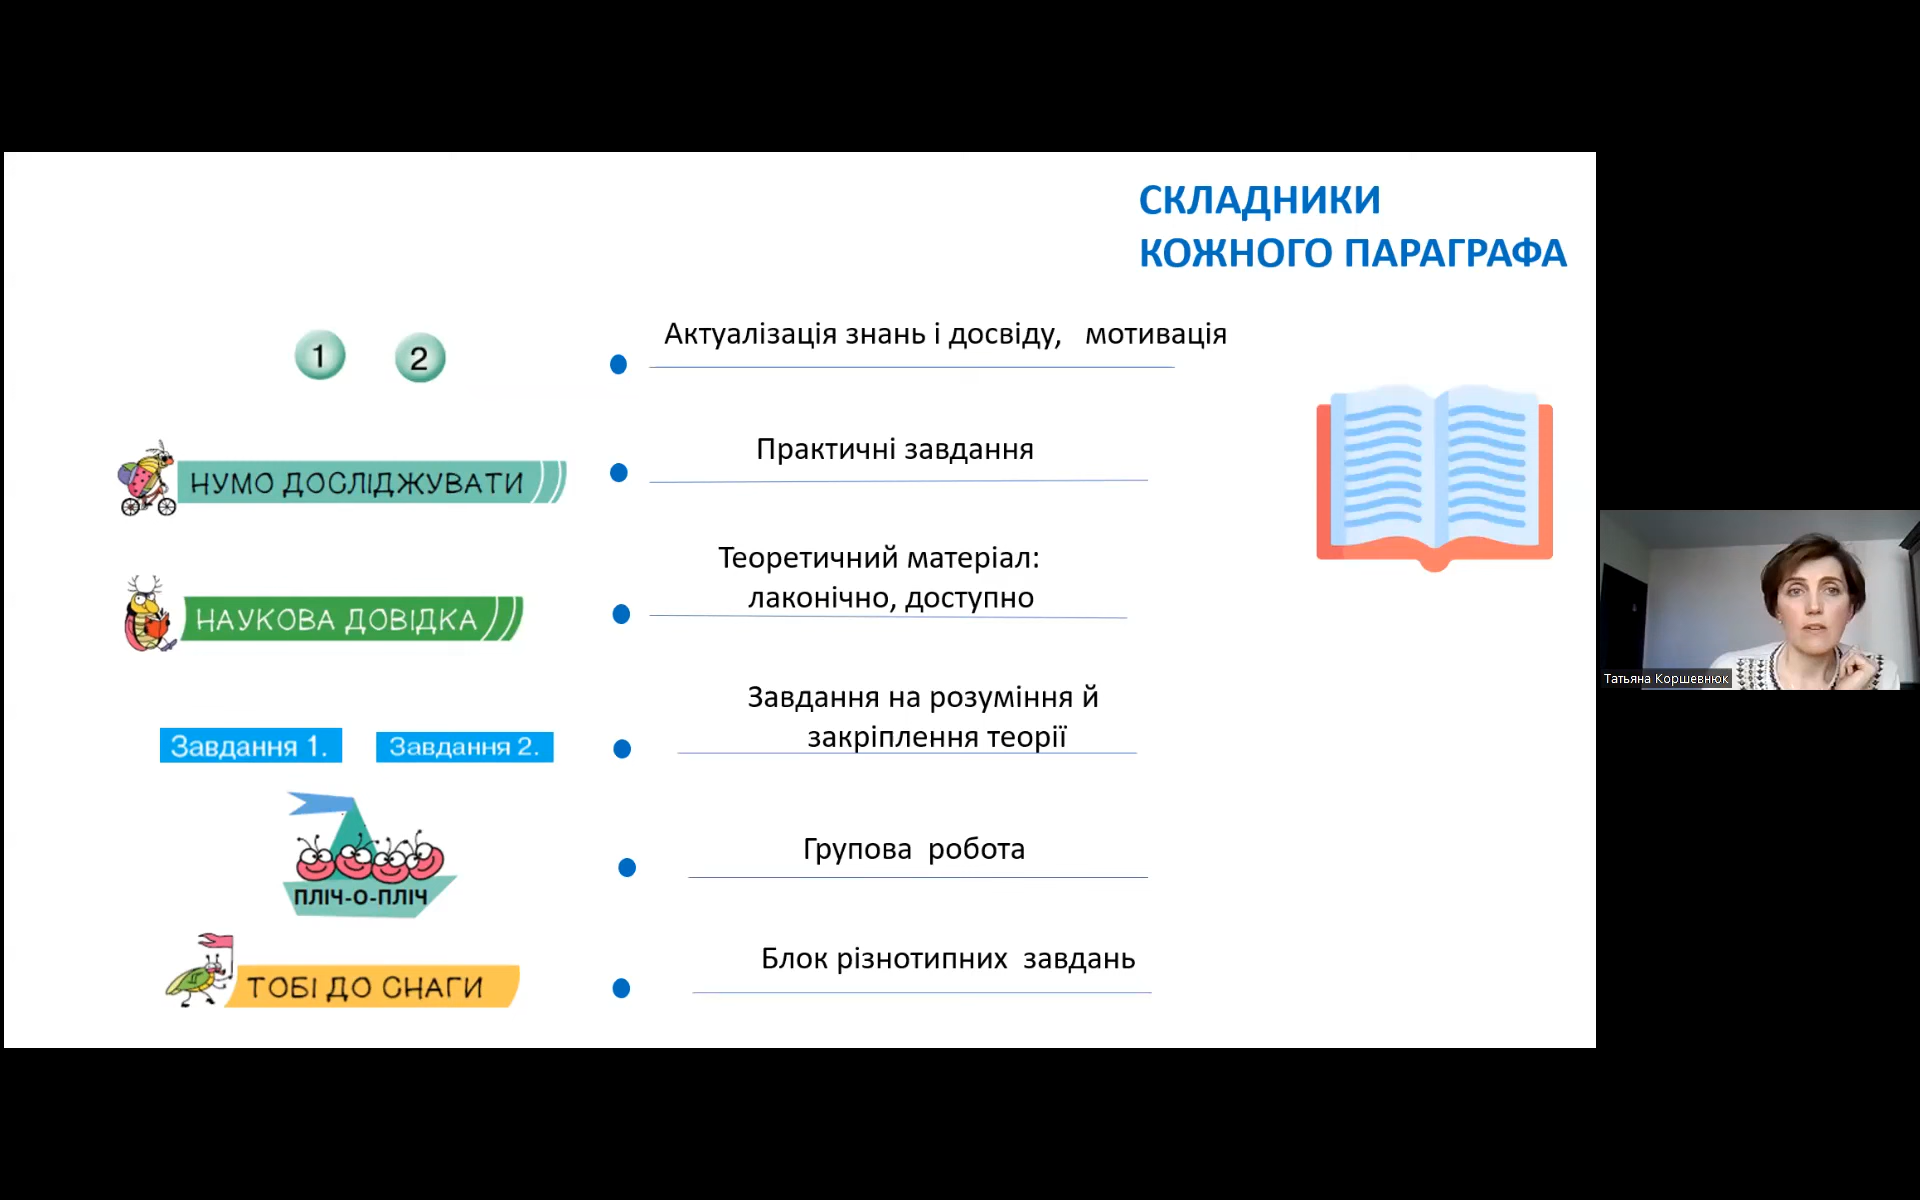 СКЛАДНИКИ
КОЖНОГО ПАРАГРАФА
1 2
Актуалізація знань і досвіду, мотивація
НУМО ДОСЛІДЖУВАТИ
Практичні завдання
НАУКОВА ДОВІДКА
Теоретичний матеріал:
лаконічно, доступно
Завдання 1. Завдання 2.
Завдання на розуміння й
закріплення теорії
ПЛІЧ-О-ПЛІЧ
Групова робота
ТОБІ ДО СНАГИ
Блок різнотипних завдань
Татьяна Коршевнюк